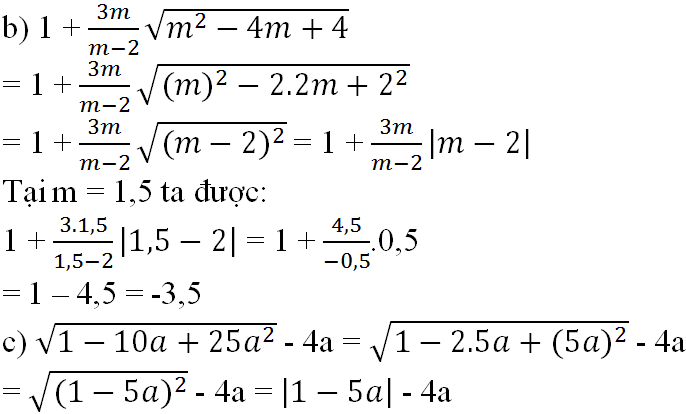 b) 1 + \frac{3m}{m−2}\sqrt{m^2 − 4m + 4}
= 1 + \frac{3m}{m−2}\sqrt{(m)^2 − 2.2m + 2^2}
= 1 + \frac{3m}{m−2}\sqrt{(m − 2)^2} = 1 + \frac{3m}{m−2}|m − 2|
Tại m = 1,5 ta được:
1 + \frac{3.1,5}{1,5−2}|1,5 − 2| = 1 + \frac{4,5}{−0,5}.0,5
= 1 – 4,5 = -3,5
c) \sqrt{1 − 10a + 25a^2} - 4a = \sqrt{1 − 2.5a + (5a)^2} - 4a
= \sqrt{(1 − 5a)^2} - 4a = |1 − 5a| - 4a